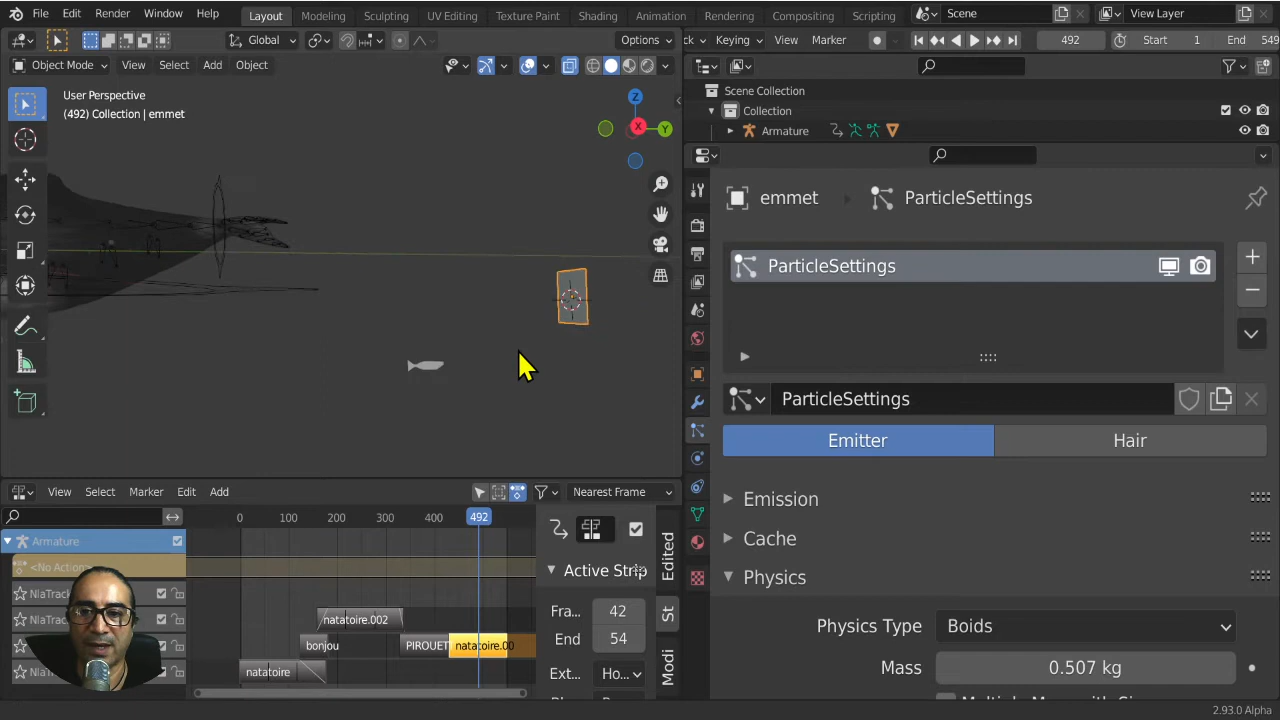 File Edit Render Window Help Layout Modeling Sculpting UV Editing Texture Paint Shading Animation Rendering Compositing Scripting Scene View Layer
Global Options
ck Keying View Marker 492 Start 1 End 549
Object Mode View Select Add Object
User Perspective
(492) Collection | emmet
Z
X
Y
Scene Collection
Collection
Armature
emmet ParticleSettings
ParticleSettings
ParticleSettings
Emitter Hair
Emission
Cache
Physics
Physics Type Boids
Mass 0.507 kg
View Select Marker Edit Add Nearest Frame
0 100 200 300 400 492
Armature
<No Action>
NlaTrack
NlaTrack
natatoire.002
NlaTrack
bonjou PIROUET natatoire.00
NlaTrack
natatoire
Edited
St
Modi
Active Strip
Fra... 42
End 54
Ext... Ho...
2.93.0 Alpha